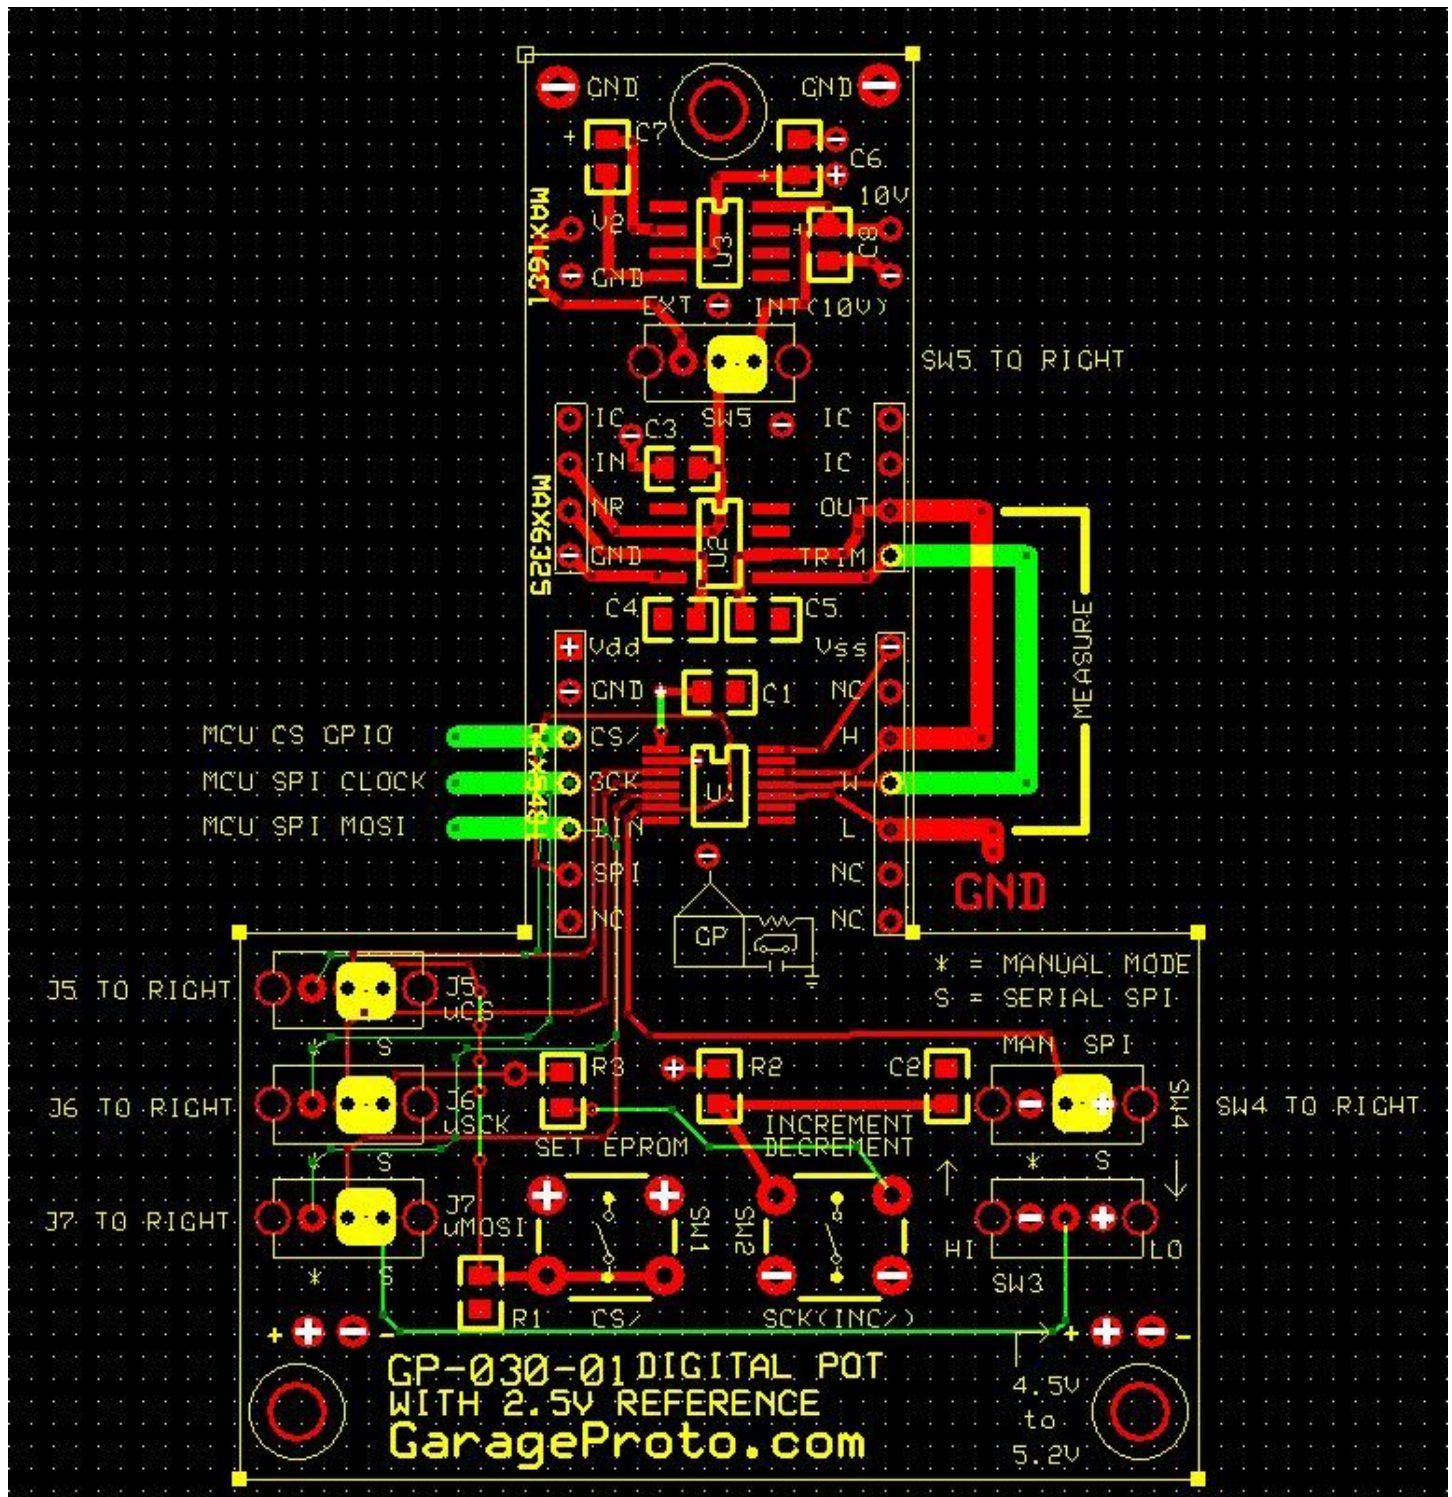 GND GND
+ C7
C6
+
10V
MAX1681
V2
U3
C8
GND
EXT INT(10V)
SW5 TO RIGHT
IC SW5 IC
C3
IN IC
NR OUT
MAX6325
U2
GND TRIM
C4 C5
Vdd Vss
MEASURE
GND C1 NC
MCU CS GPIO CS/ H
MCU SPI CLOCK SCK U1 W
MCU SPI MOSI DIN L
SPI NC
GND
NC GP NC
* = MANUAL MODE
S = SERIAL SPI
J5 TO RIGHT J5
uCS
* S
MAN SPI
R3 R2 C2
J6 TO RIGHT J6
uSCK
SW4
SW4 TO RIGHT
INCREMENT
SET EPROM DECREMENT
* S
* S
J7 TO RIGHT J7
uMOSI
SW1 SW2
HI LO
* S
SW3
R1 CS/ SCK(INC/)
+ - + -
GP-030-01 DIGITAL POT
WITH 2.5V REFERENCE
GarageProto.com
4.5V
to
5.2V